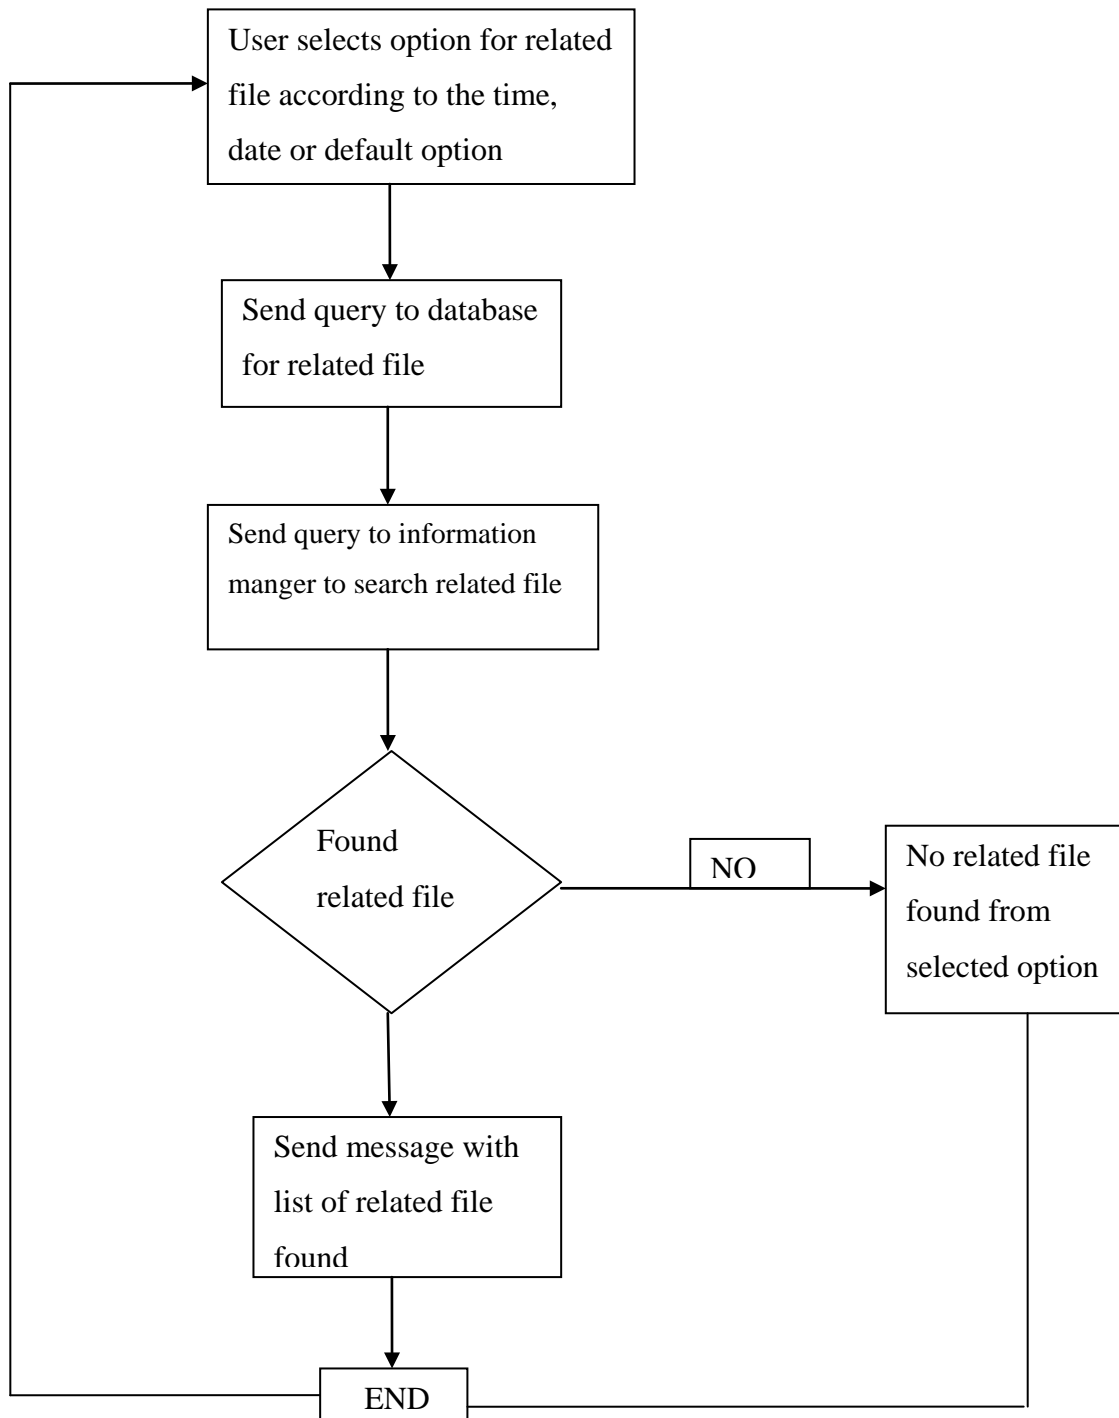 User selects option for related
file according to the time,
date or default option
Send query to database
for related file
Send query to information
manger to search related file
Found
related file
NO
No related file
found from
selected option
Send message with
list of related file
found
END